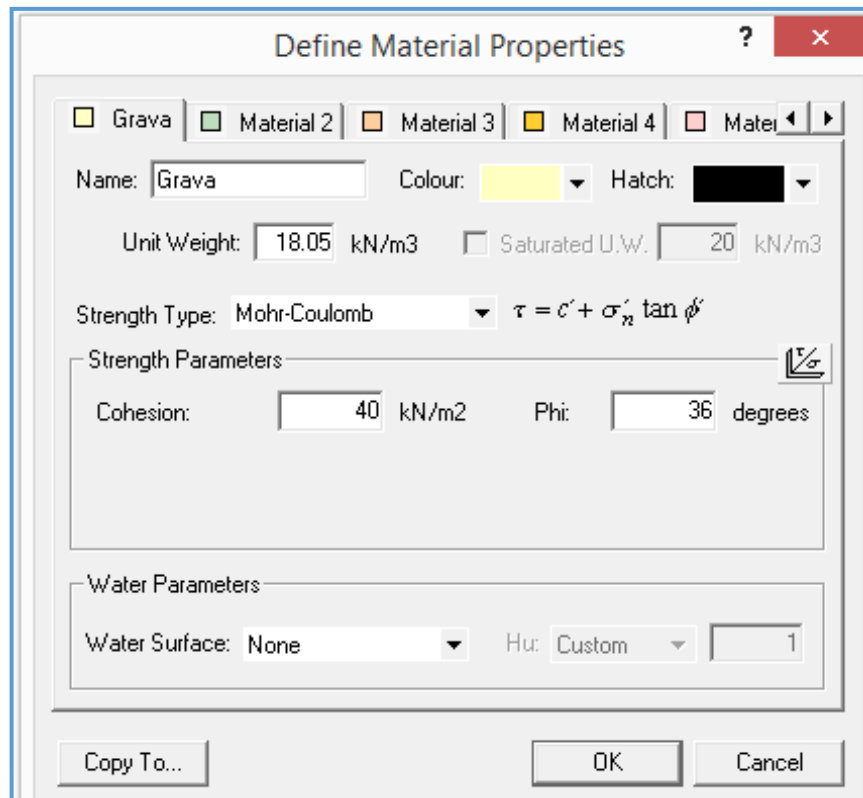 Define Material Properties ? ×
Grava Material 2 Material 3 Material 4 Mater
Name: Grava Colour: Hatch:
Unit Weight: 18.05 kN/m3 Saturated U.W. 20 kN/m3
Strength Type: Mohr-Coulomb τ = c′ + σ′n tan ϕ′
Strength Parameters τ/σ
Cohesion: 40 kN/m2 Phi: 36 degrees
Water Parameters
Water Surface: None Hu: Custom 1
Copy To... OK Cancel